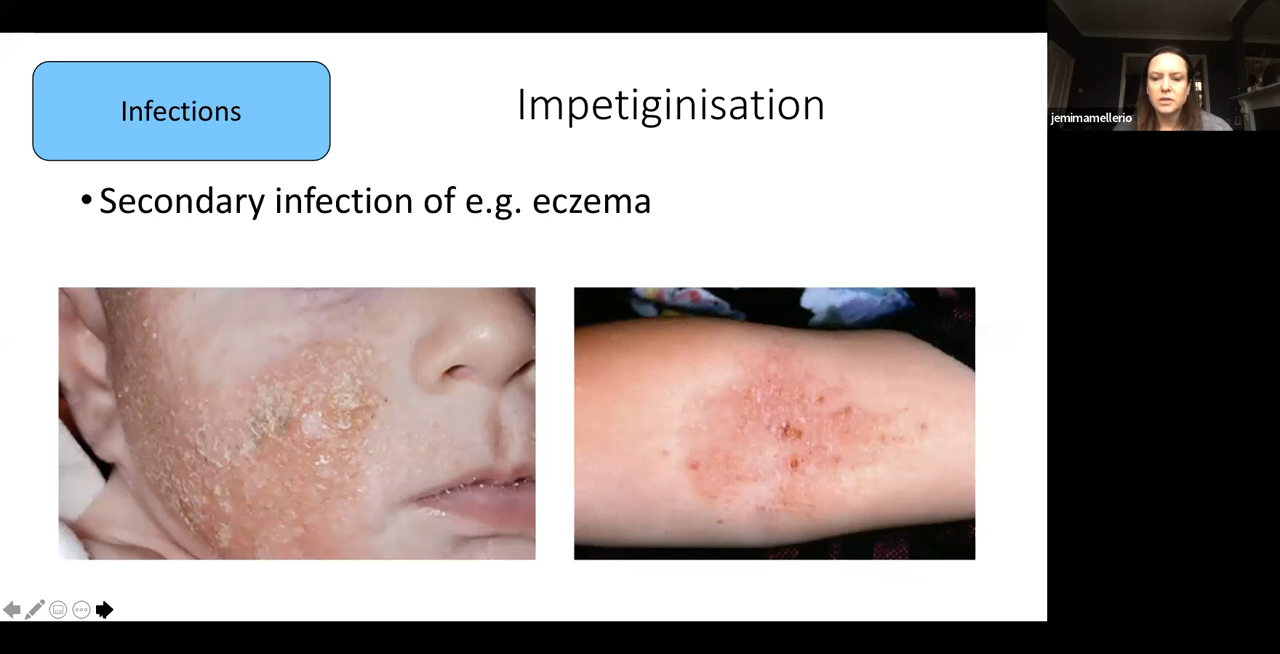 Infections
Impetiginisation
• Secondary infection of e.g. eczema
jemimamellerio